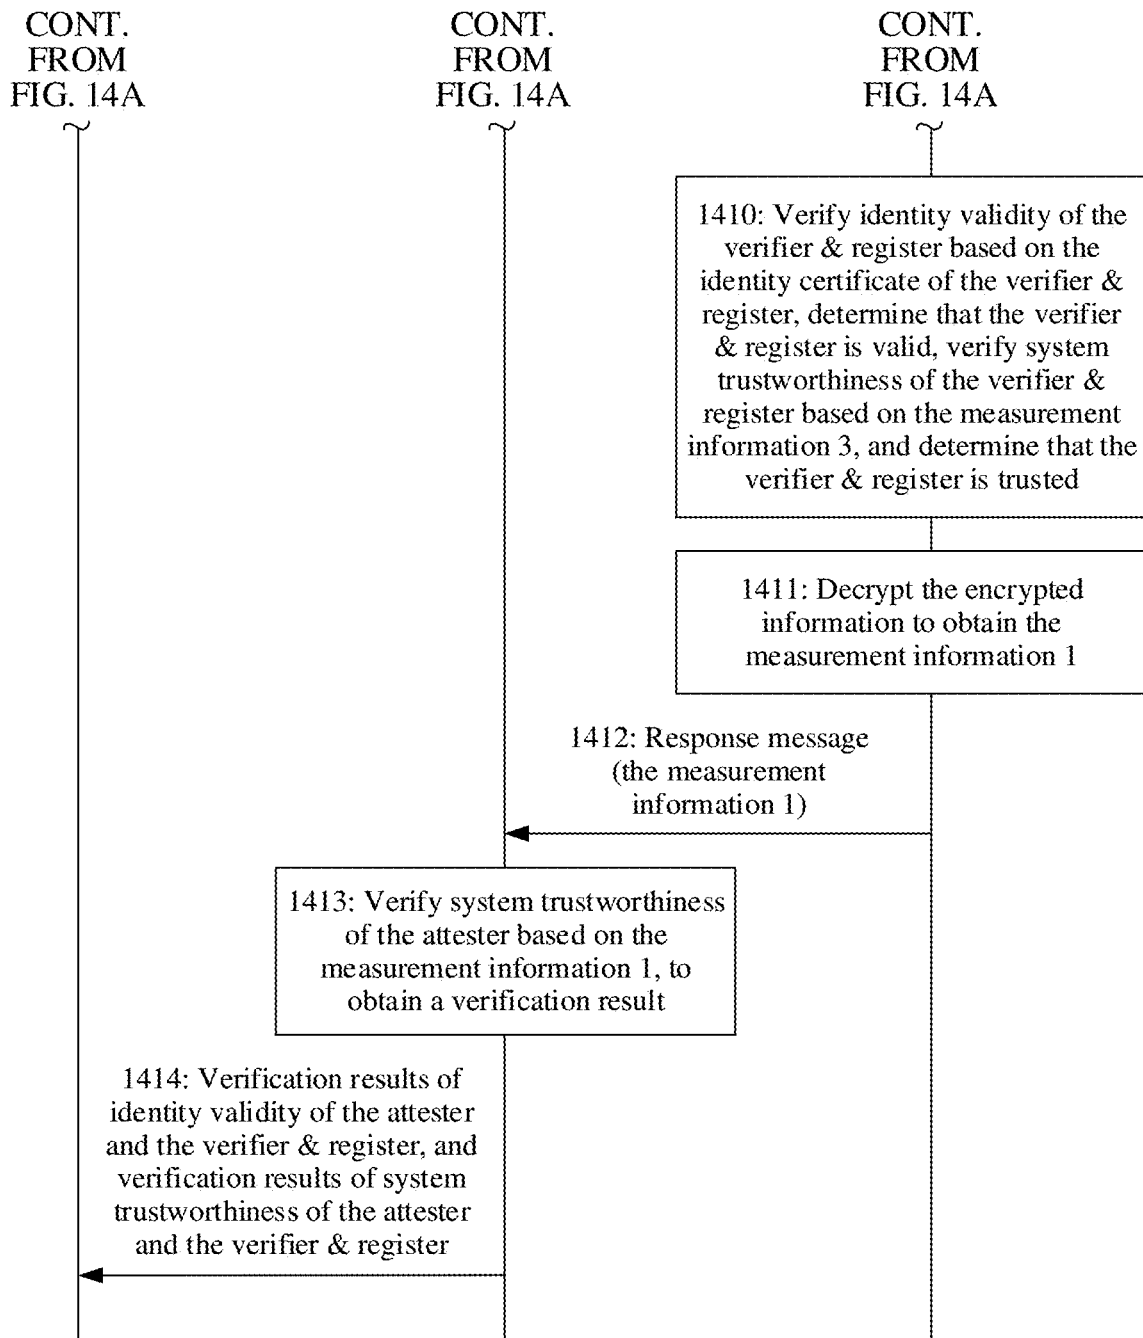 CONT.
FROM
FIG. 14A
CONT.
FROM
FIG. 14A
CONT.
FROM
FIG. 14A
1410: Verify identity validity of the
verifier & register based on the
identity certificate of the verifier &
register, determine that the verifier
& register is valid, verify system
trustworthiness of the verifier &
register based on the measurement
information 3, and determine that the
verifier & register is trusted
1411: Decrypt the encrypted
information to obtain the
measurement information 1
1412: Response message
(the measurement
information 1)
1413: Verify system trustworthiness
of the attester based on the
measurement information 1, to
obtain a verification result
1414: Verification results of
identity validity of the attester
and the verifier & register, and
verification results of system
trustworthiness of the attester
and the verifier & register